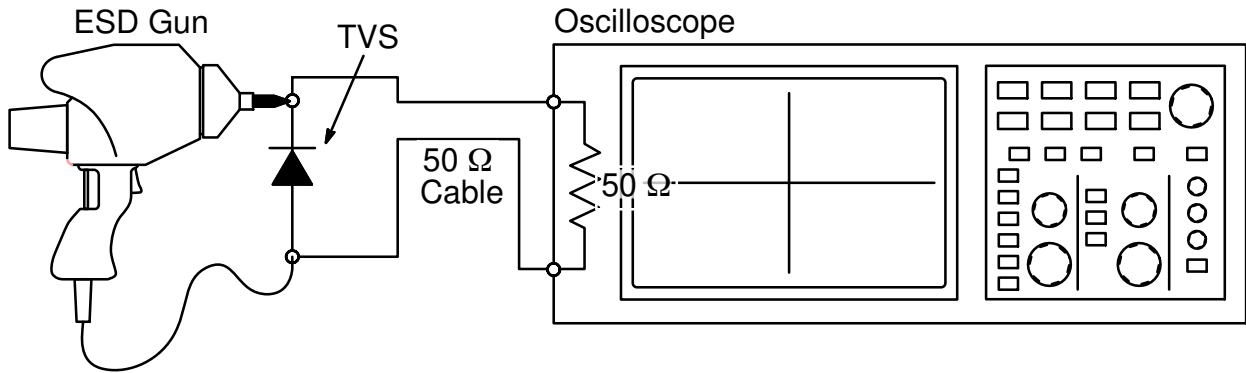 ESD Gun
TVS
Oscilloscope
50 Ω
Cable
50 Ω